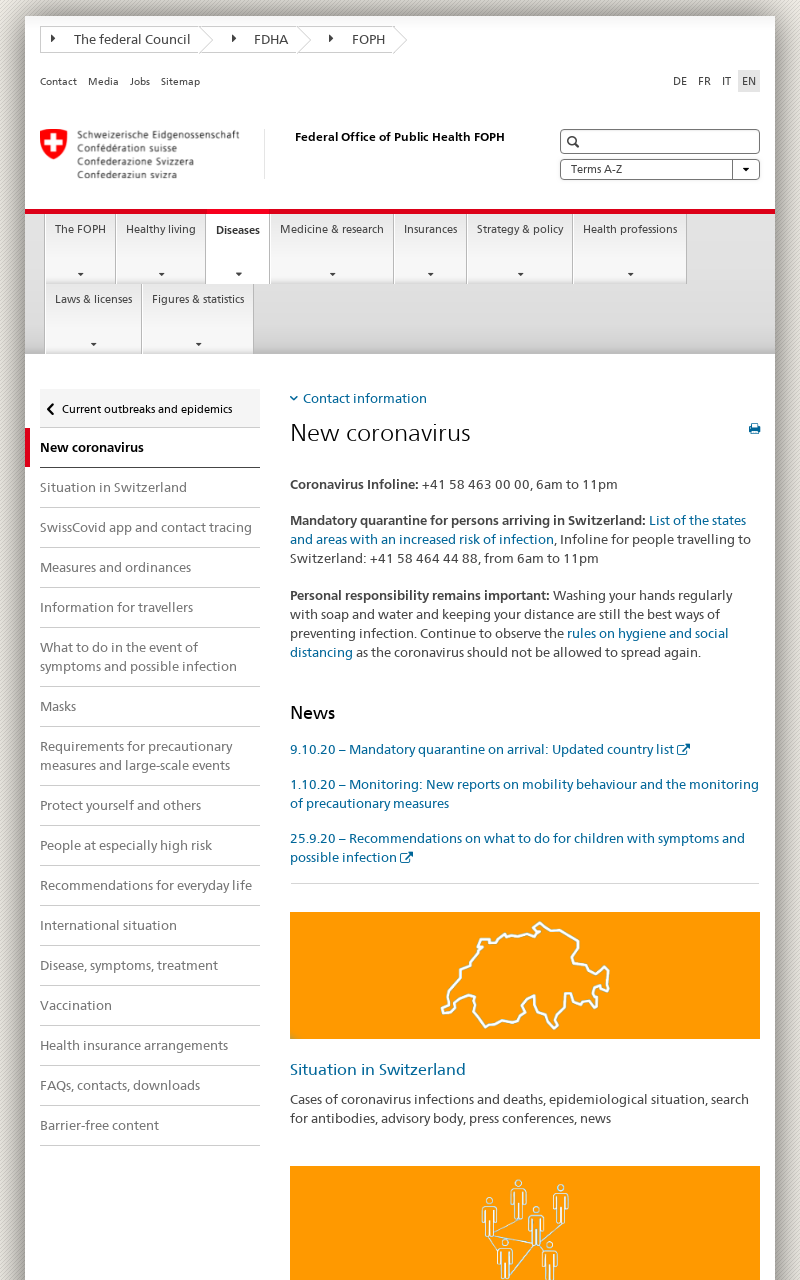 The federal Council
FDHA
FOPH
Contact Media Jobs Sitemap
DE FR IT EN
Schweizerische Eidgenossenschaft
Confédération suisse
Confederazione Svizzera
Confederaziun svizra
Federal Office of Public Health FOPH
Terms A-Z
The FOPH
Healthy living
Diseases
Medicine & research
Insurances
Strategy & policy
Health professions
Laws & licenses
Figures & statistics
Current outbreaks and epidemics
New coronavirus
Situation in Switzerland
SwissCovid app and contact tracing
Measures and ordinances
Information for travellers
What to do in the event of
symptoms and possible infection
Masks
Requirements for precautionary
measures and large-scale events
Protect yourself and others
People at especially high risk
Recommendations for everyday life
International situation
Disease, symptoms, treatment
Vaccination
Health insurance arrangements
FAQs, contacts, downloads
Barrier-free content
Contact information
New coronavirus
Coronavirus Infoline: +41 58 463 00 00, 6am to 11pm
Mandatory quarantine for persons arriving in Switzerland: List of the states
and areas with an increased risk of infection, Infoline for people travelling to
Switzerland: +41 58 464 44 88, from 6am to 11pm
Personal responsibility remains important: Washing your hands regularly
with soap and water and keeping your distance are still the best ways of
preventing infection. Continue to observe the rules on hygiene and social
distancing as the coronavirus should not be allowed to spread again.
News
9.10.20 – Mandatory quarantine on arrival: Updated country list
1.10.20 – Monitoring: New reports on mobility behaviour and the monitoring
of precautionary measures
25.9.20 – Recommendations on what to do for children with symptoms and
possible infection
Situation in Switzerland
Cases of coronavirus infections and deaths, epidemiological situation, search
for antibodies, advisory body, press conferences, news